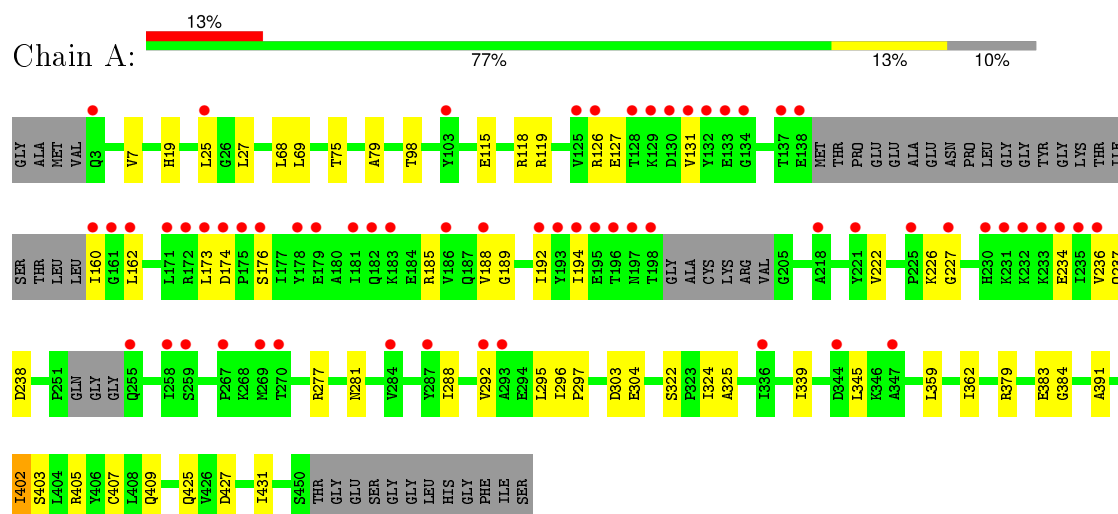 13%
Chain A:
77% 13% 10%
GLY ALA MET VAL Q3 V7 H19 L25 G26 L27 L68 L69 T75 A79 T98 Y103 E115 R118 R119 V125 R126 E127 T128 K129 D130 V131 Y132 E133 G134 T137 E138 MET THR PRO GLU GLU ALA GLU ASN PRO LEU GLY GLY TYR GLY LYS THR ILE
SER THR LEU LEU I160 G161 L162 L171 R172 L173 D174 P175 S176 I177 Y178 E179 A180 I181 Q182 K183 E184 R185 V186 Q187 V188 G189 I192 Y193 I194 E195 T196 N197 T198 GLY ALA CYS LYS ARG VAL G205 A218 Y221 V222 P225 K226 G227 H230 K231 K232 K233 E234 I235 V236 Q237
D238 P251 GLN GLY GLY Q255 I258 S259 P267 K268 M269 T270 R277 N281 V284 Y287 I288 V292 A293 E294 L295 I296 P297 D303 E304 S322 P323 I324 A325 I336 I339 D344 L345 K346 A347 L359 I362 R379 E383 G384 A391
I402 S403 L404 R405 Y406 C407 L408 Q409 Q425 V426 D427 I431 S450 THR GLY GLU SER GLY GLY LEU HIS GLY PHE ILE SER